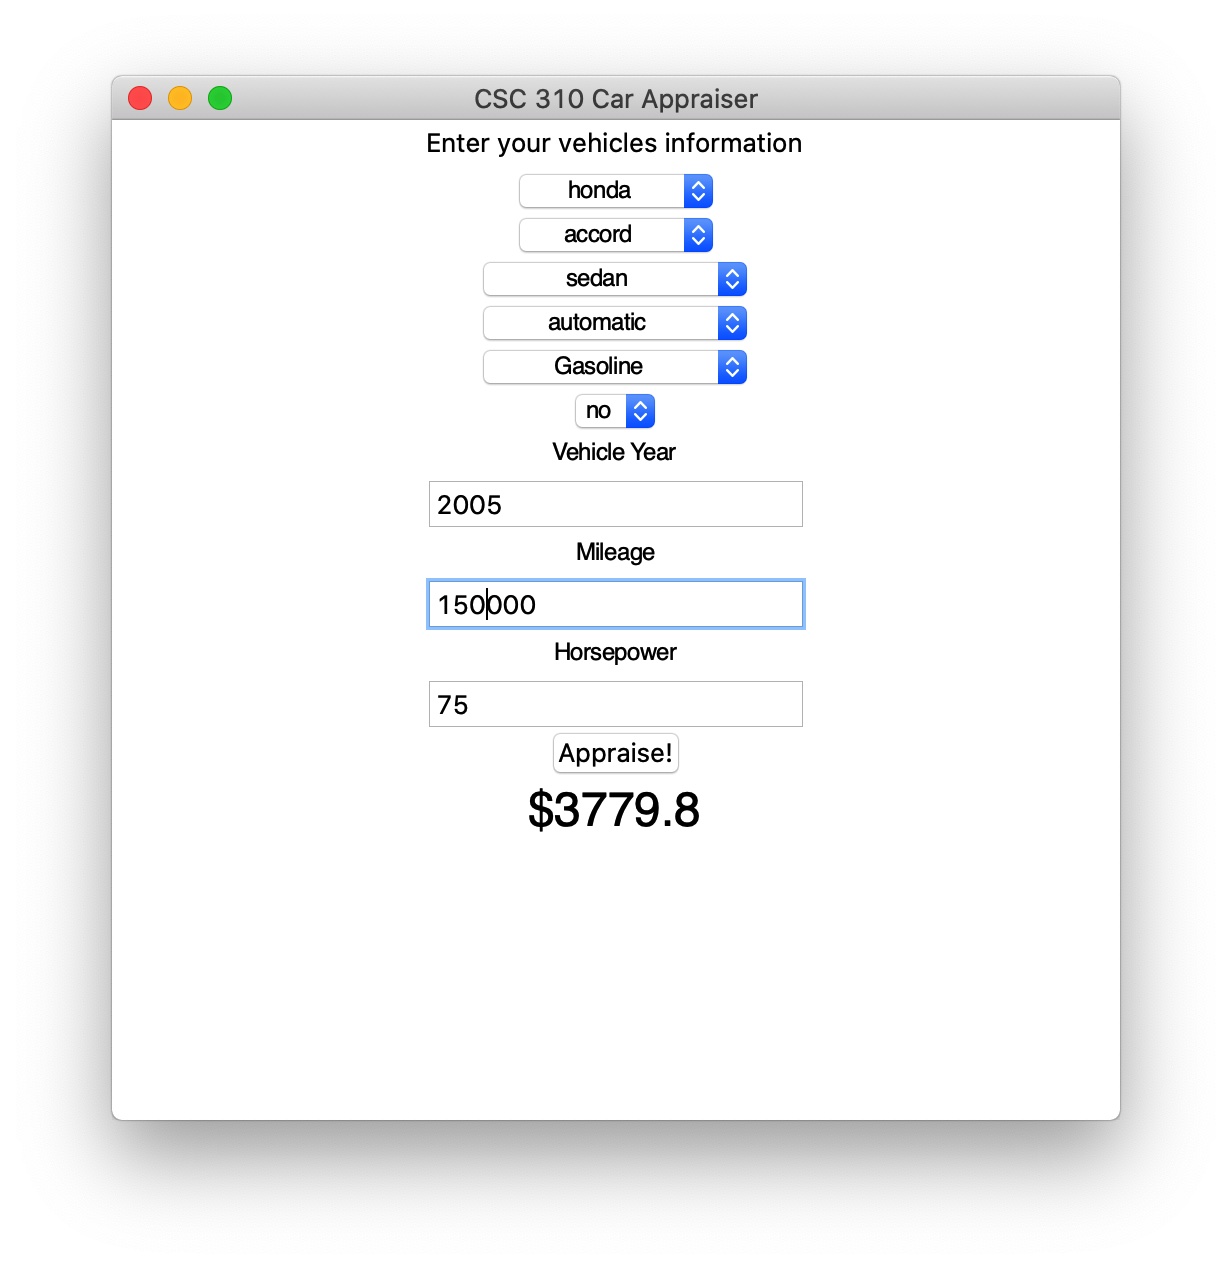 CSC 310 Car Appraiser
Enter your vehicles information
honda
accord
sedan
automatic
Gasoline
no
Vehicle Year
2005
Mileage
150000
Horsepower
75
Appraise!
$3779.8